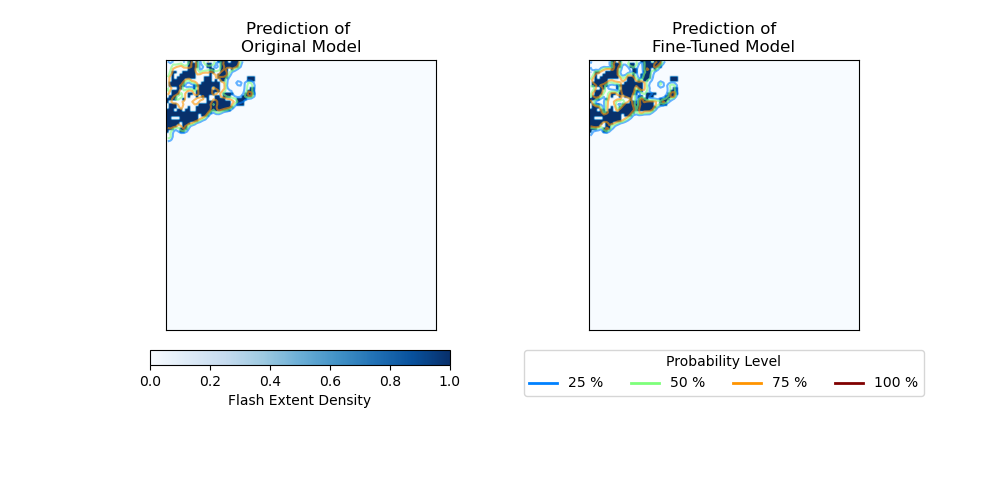 Prediction of
Original Model
Prediction of
Fine-Tuned Model
0.0 0.2 0.4 0.6 0.8 1.0
Flash Extent Density
Probability Level
25 % 50 % 75 % 100 %